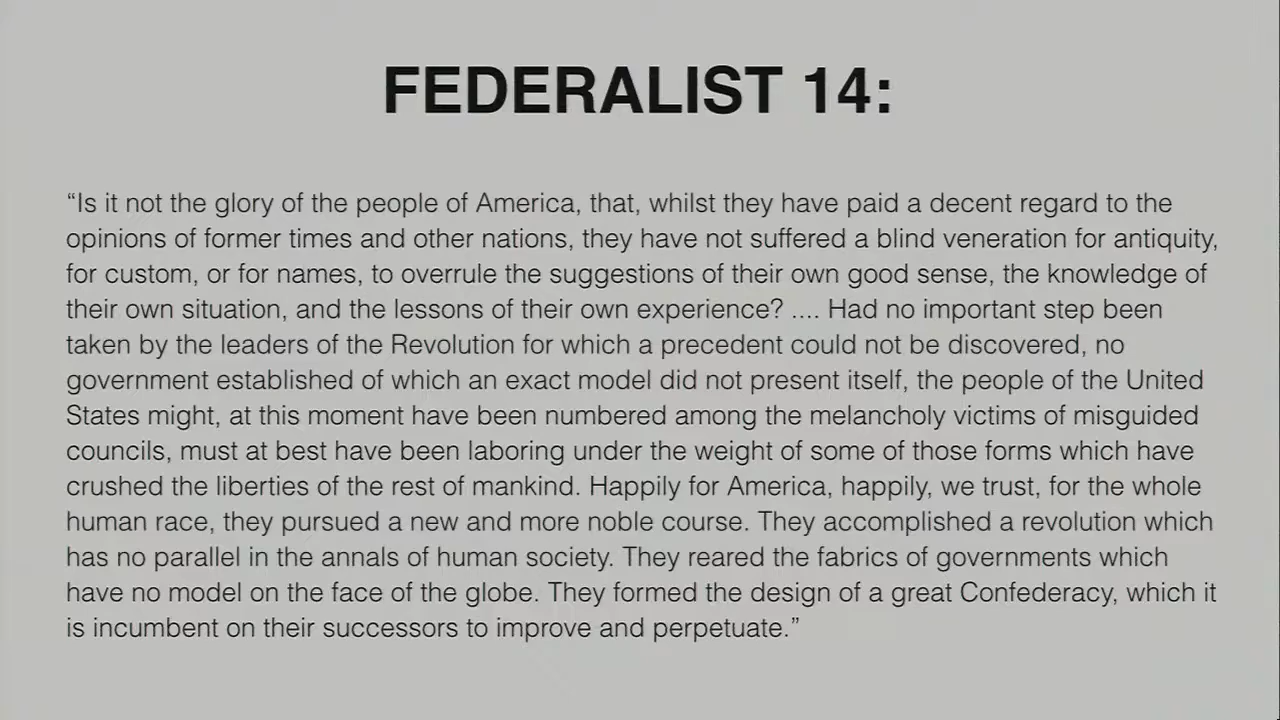 FEDERALIST 14:
“Is it not the glory of the people of America, that, whilst they have paid a decent regard to the
opinions of former times and other nations, they have not suffered a blind veneration for antiquity,
for custom, or for names, to overrule the suggestions of their own good sense, the knowledge of
their own situation, and the lessons of their own experience? .... Had no important step been
taken by the leaders of the Revolution for which a precedent could not be discovered, no
government established of which an exact model did not present itself, the people of the United
States might, at this moment have been numbered among the melancholy victims of misguided
councils, must at best have been laboring under the weight of some of those forms which have
crushed the liberties of the rest of mankind. Happily for America, happily, we trust, for the whole
human race, they pursued a new and more noble course. They accomplished a revolution which
has no parallel in the annals of human society. They reared the fabrics of governments which
have no model on the face of the globe. They formed the design of a great Confederacy, which it
is incumbent on their successors to improve and perpetuate.”